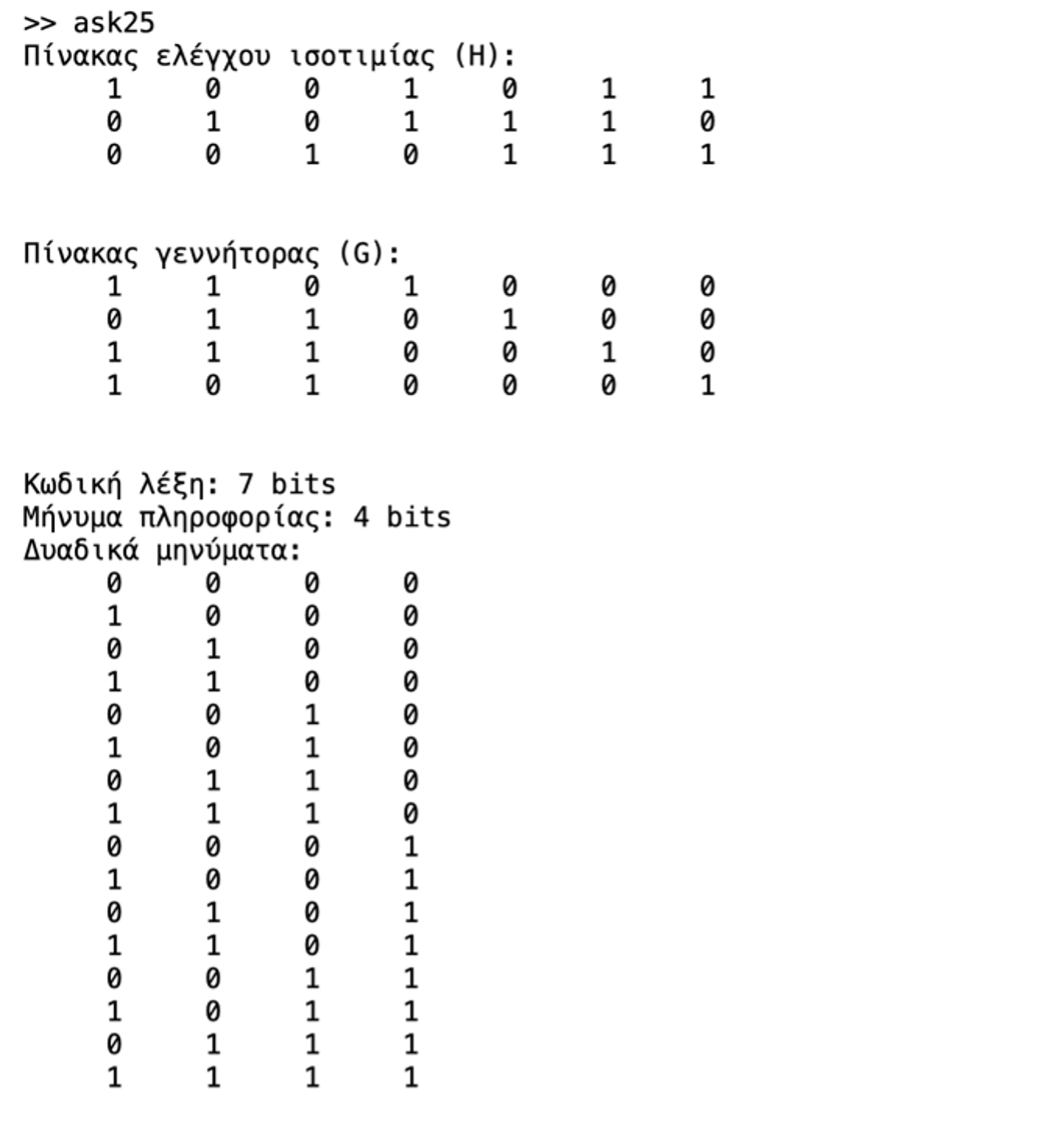 >> ask25
Πίνακας ελέγχου ισοτιμίας (H):
1 0 0 1 0 1 1
0 1 0 1 1 1 0
0 0 1 0 1 1 1
Πίνακας γεννήτορας (G):
1 1 0 1 0 0 0
0 1 1 0 1 0 0
1 1 1 0 0 1 0
1 0 1 0 0 0 1
Κωδική λέξη: 7 bits
Μήνυμα πληροφορίας: 4 bits
Δυαδικά μηνύματα:
0 0 0 0
1 0 0 0
0 1 0 0
1 1 0 0
0 0 1 0
1 0 1 0
0 1 1 0
1 1 1 0
0 0 0 1
1 0 0 1
0 1 0 1
1 1 0 1
0 0 1 1
1 0 1 1
0 1 1 1
1 1 1 1